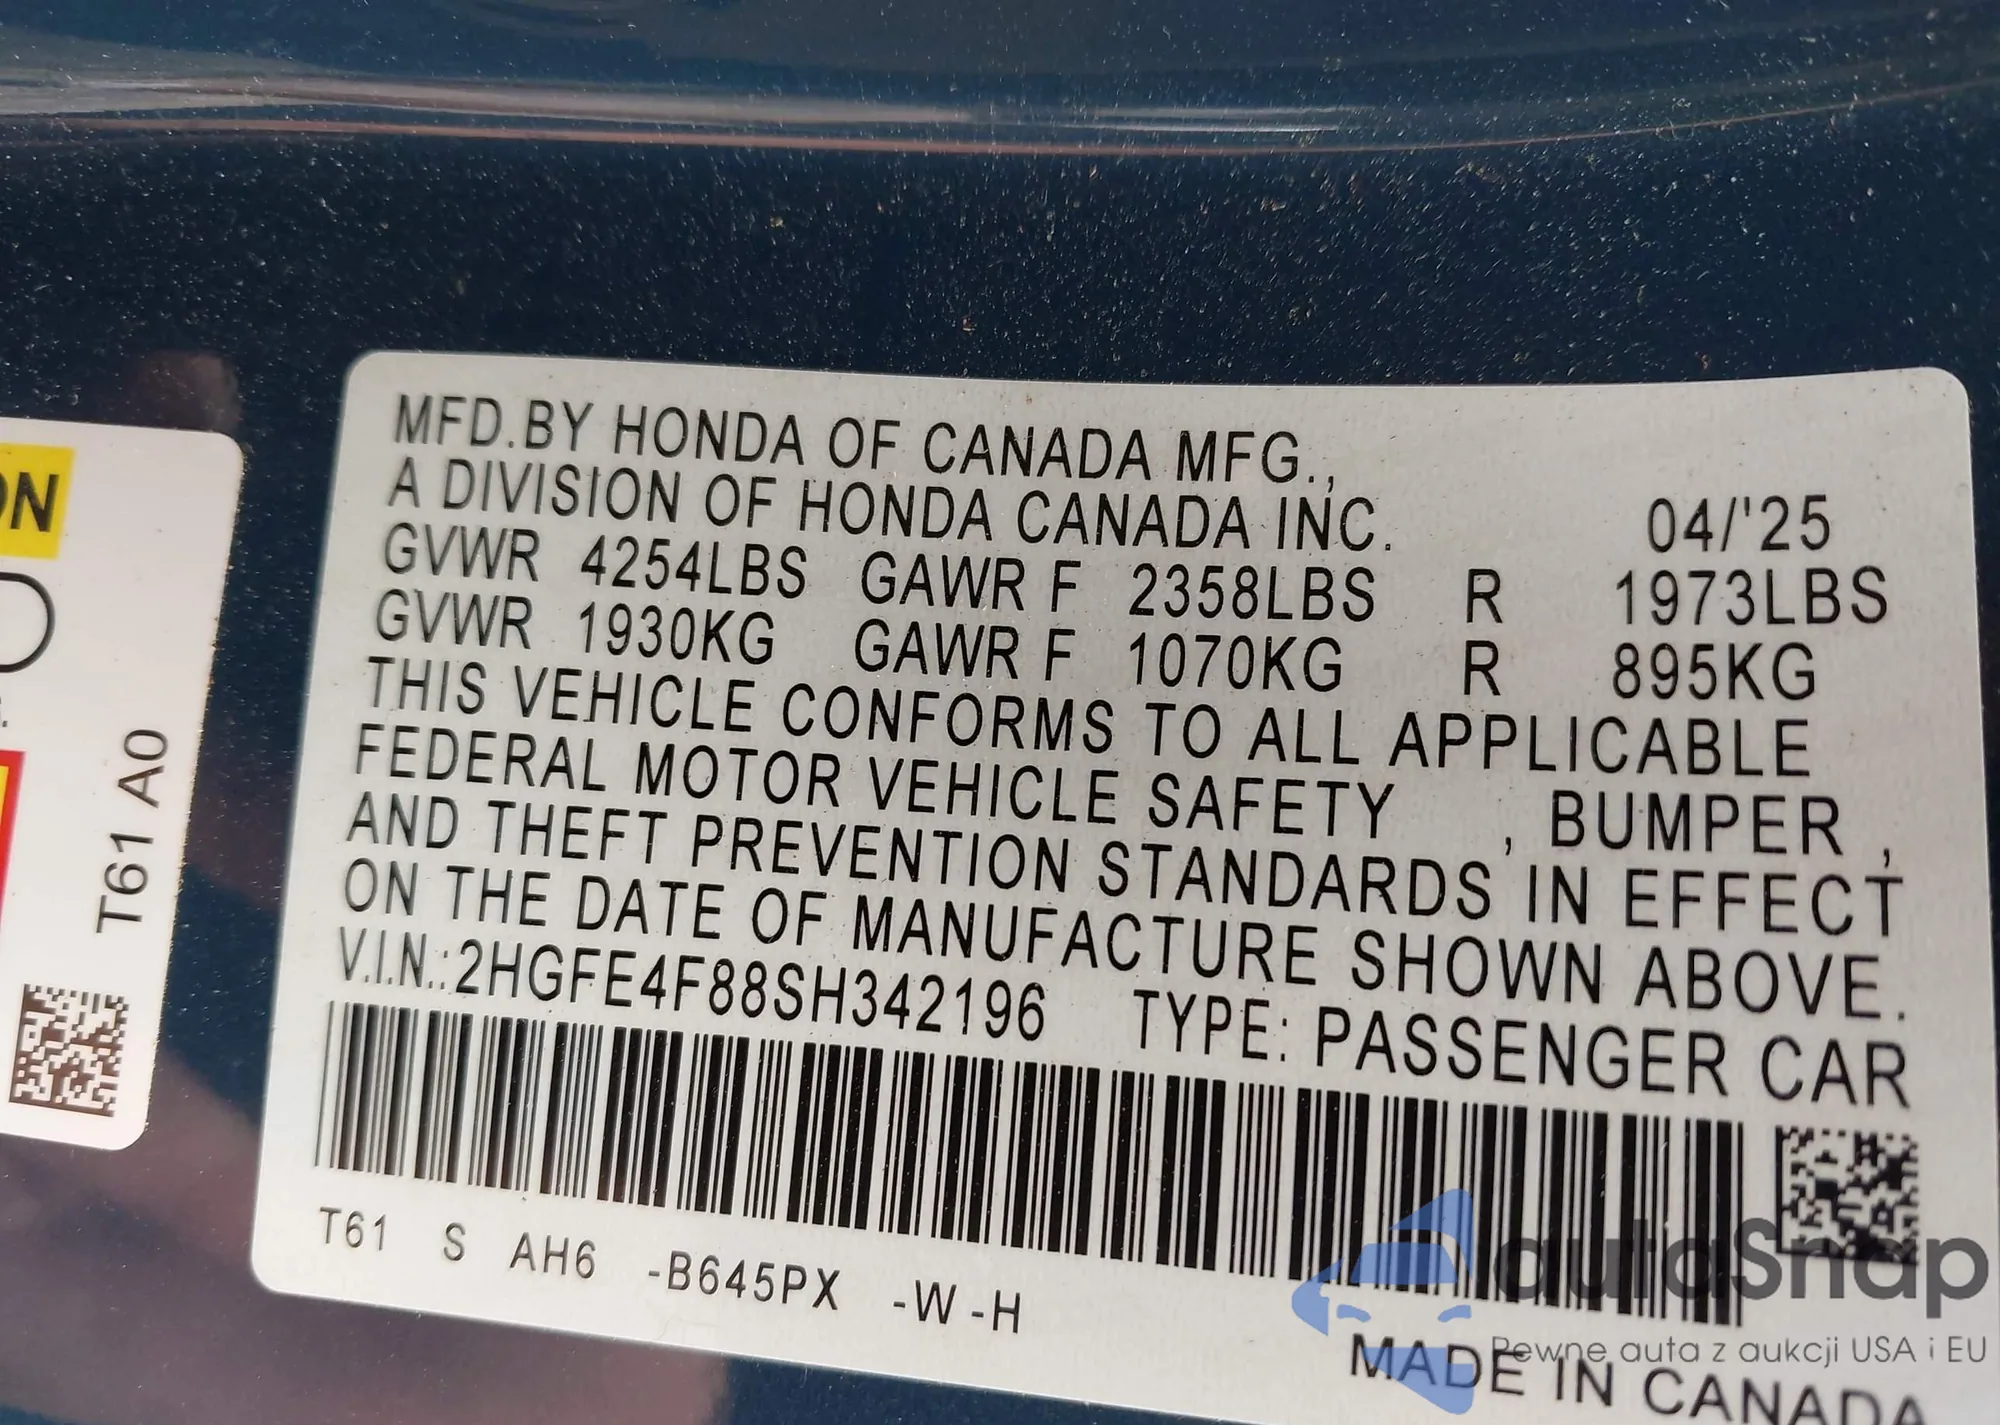 MFD.BY HONDA OF CANADA MFG.,
A DIVISION OF HONDA CANADA INC. 04/'25
GVWR 4254LBS GAWR F 2358LBS R 1973LBS
GVWR 1930KG GAWR F 1070KG R 895KG
THIS VEHICLE CONFORMS TO ALL APPLICABLE
FEDERAL MOTOR VEHICLE SAFETY , BUMPER ,
AND THEFT PREVENTION STANDARDS IN EFFECT
ON THE DATE OF MANUFACTURE SHOWN ABOVE.
V.I.N.:2HGFE4F88SH342196 TYPE: PASSENGER CAR
T61 S AH6 -B645PX -W -H
MADE IN CANADA
ON
T61 A0
autaSnap
Pewne auta z aukcji USA i EU